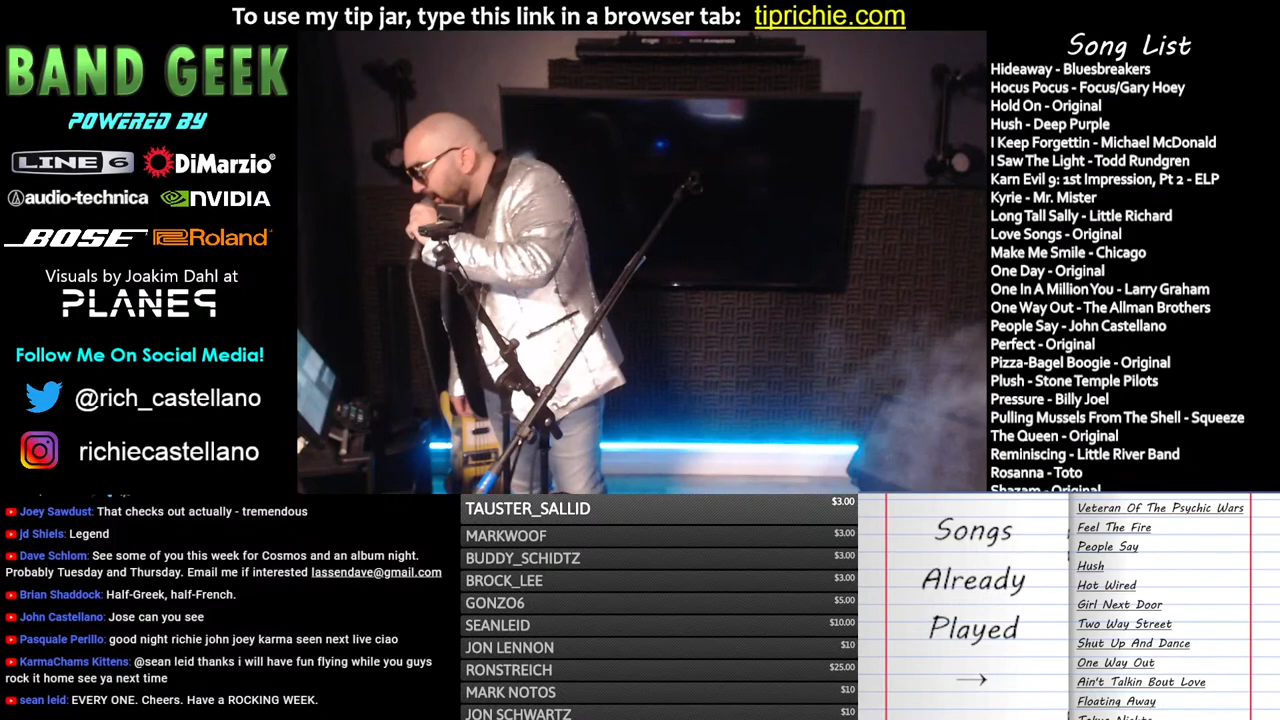 To use my tip jar, type this link in a browser tab: tiprichie.com
BAND GEEK
POWERED BY
LINE 6 DiMarzio
audio-technica NVIDIA
BOSE Roland
Visuals by Joakim Dahl at
PLANE9
Follow Me On Social Media!
@rich_castellano
richiecastellano
Song List
Hideaway - Bluesbreakers
Hocus Pocus - Focus/Gary Hoey
Hold On - Original
Hush - Deep Purple
I Keep Forgettin - Michael McDonald
I Saw The Light - Todd Rundgren
Karn Evil 9: 1st Impression, Pt 2 - ELP
Kyrie - Mr. Mister
Long Tall Sally - Little Richard
Love Songs - Original
Make Me Smile - Chicago
One Day - Original
One In A Million You - Larry Graham
One Way Out - The Allman Brothers
People Say - John Castellano
Perfect - Original
Pizza-Bagel Boogie - Original
Plush - Stone Temple Pilots
Pressure - Billy Joel
Pulling Mussels From The Shell - Squeeze
The Queen - Original
Reminiscing - Little River Band
Rosanna - Toto
Shazam - Original
Joey Sawdust: That checks out actually - tremendous
jd Shiels: Legend
Dave Schlom: See some of you this week for Cosmos and an album night.
Probably Tuesday and Thursday. Email me if interested lassendave@gmail.com
Brian Shaddock: Half-Greek, half-French.
John Castellano: Jose can you see
Pasquale Perillo: good night richie john joey karma seen next live ciao
KarmaChams Kittens: @sean leid thanks i will have fun flying while you guys
rock it home see ya next time
sean leid: EVERY ONE. Cheers. Have a ROCKING WEEK.
TAUSTER_SALLID $3.00
MARKWOOF $3.00
BUDDY_SCHIDTZ $3.00
BROCK_LEE $3.00
GONZO6 $5.00
SEANLEID $10.00
JON LENNON $10
RONSTREICH $25.00
MARK NOTOS $10
JON SCHWARTZ $10
Songs
Already
Played
→
Veteran Of The Psychic Wars
Feel The Fire
People Say
Hush
Hot Wired
Girl Next Door
Two Way Street
Shut Up And Dance
One Way Out
Ain't Talkin Bout Love
Floating Away
Tokyo Nights